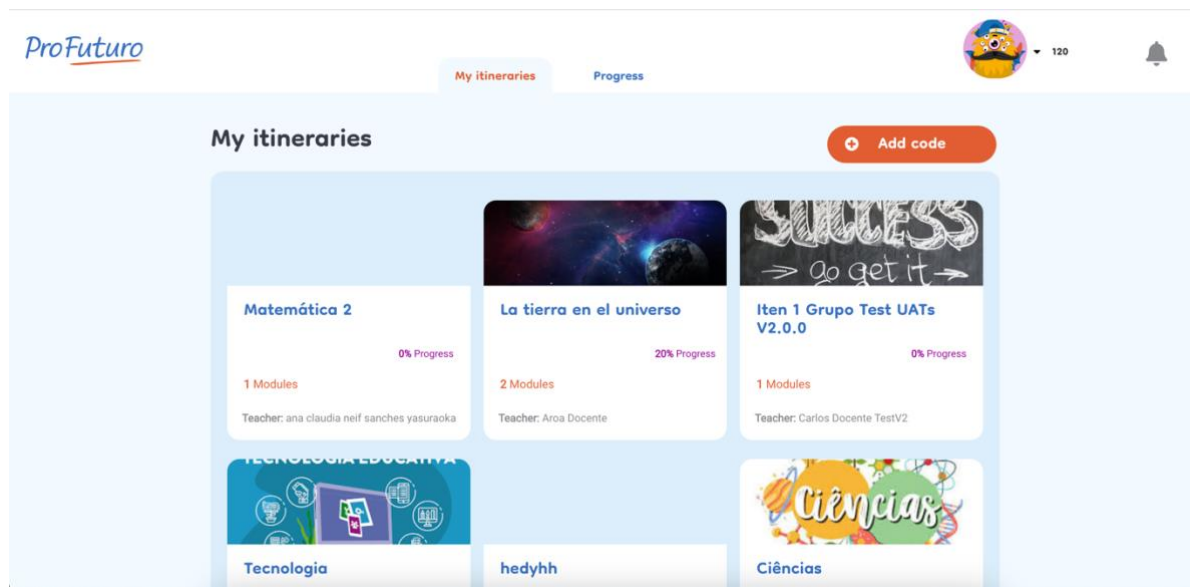 ProFuturo
120
My itineraries
Progress
My itineraries
Add code
SUCCESS
go get it
Matemática 2
La tierra en el universo
Iten 1 Grupo Test UATs
V2.0.0
0% Progress
20% Progress
0% Progress
1 Modules
2 Modules
1 Modules
Teacher: ana claudia neif sanches yasuraoka
Teacher: Aroa Docente
Teacher: Carlos Docente TestV2
TECNOLOGIA EDUCATIVA
Ciências
Tecnologia
hedyhh
Ciências